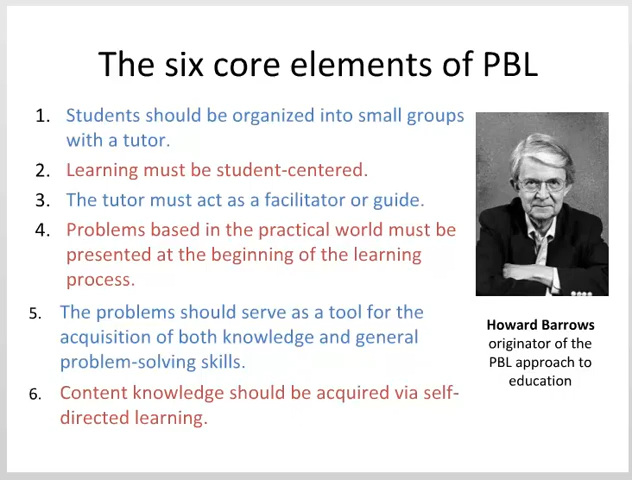 The six core elements of PBL
1. Students should be organized into small groups
with a tutor.
2. Learning must be student-centered.
3. The tutor must act as a facilitator or guide.
4. Problems based in the practical world must be
presented at the beginning of the learning
process.
5. The problems should serve as a tool for the
acquisition of both knowledge and general
problem-solving skills.
6. Content knowledge should be acquired via self-
directed learning.
Howard Barrows
originator of the
PBL approach to
education